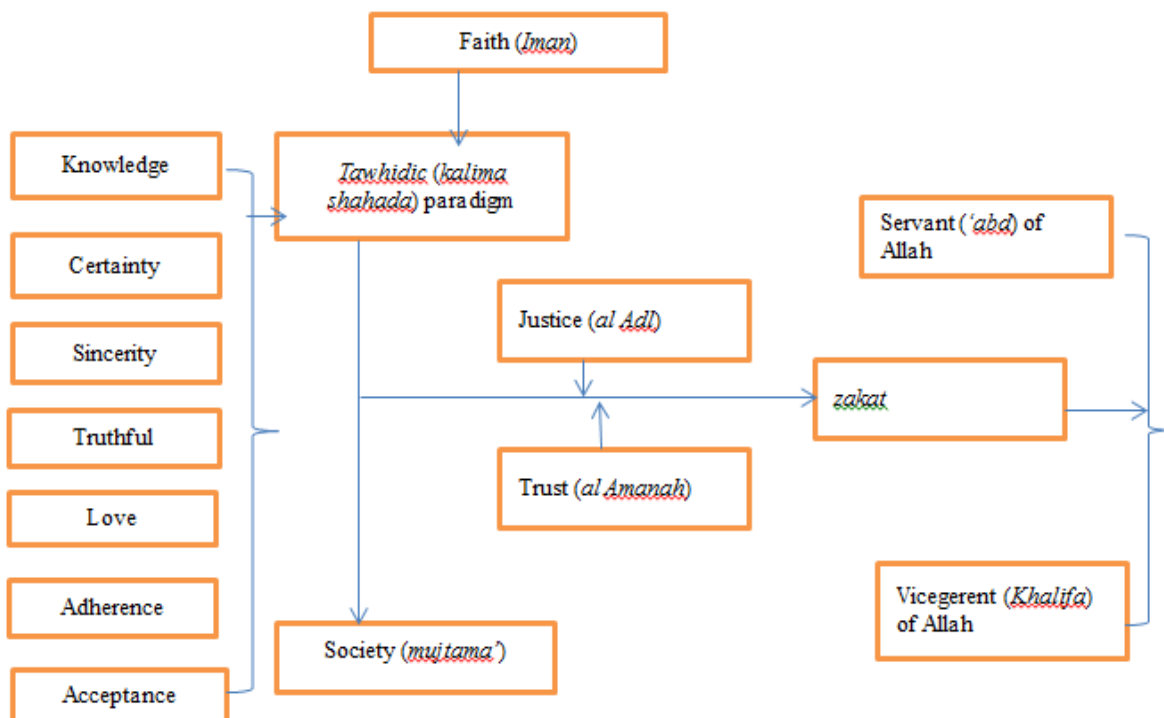 Faith (Iman)
Knowledge
Tawhidic (kalima
shahada) paradigm
Servant (‘abd) of
Allah
Certainty
Justice (al Adl)
Sincerity
zakat
Truthful
Trust (al Amanah)
Love
Adherence
Vicegerent (Khalifa)
of Allah
Society (mujtama’)
Acceptance